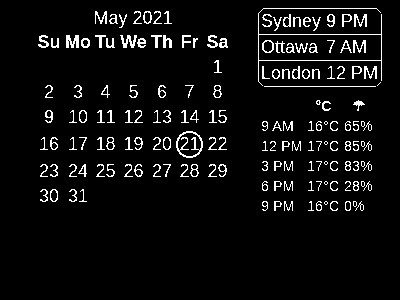 May 2021
Su Mo Tu We Th Fr Sa
1
2 3 4 5 6 7 8
9 10 11 12 13 14 15
16 17 18 19 20 21 22
23 24 25 26 27 28 29
30 31
Sydney 9 PM
Ottawa 7 AM
London 12 PM
°C ☂
9 AM 16°C 65%
12 PM 17°C 85%
3 PM 17°C 83%
6 PM 17°C 28%
9 PM 16°C 0%